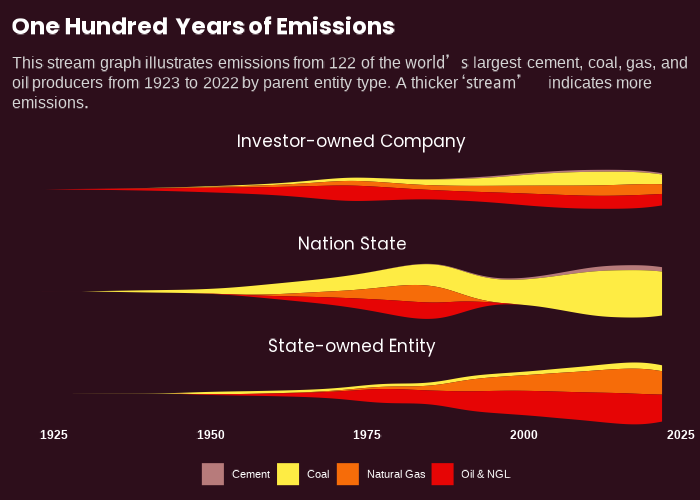 One Hundred Years of Emissions
This stream graph illustrates emissions from 122 of the world’s largest cement, coal, gas, and
oil producers from 1923 to 2022 by parent entity type. A thicker ‘stream’ indicates more
emissions.
Investor-owned Company
Nation State
State-owned Entity
1925 1950 1975 2000 2025
Cement Coal Natural Gas Oil & NGL